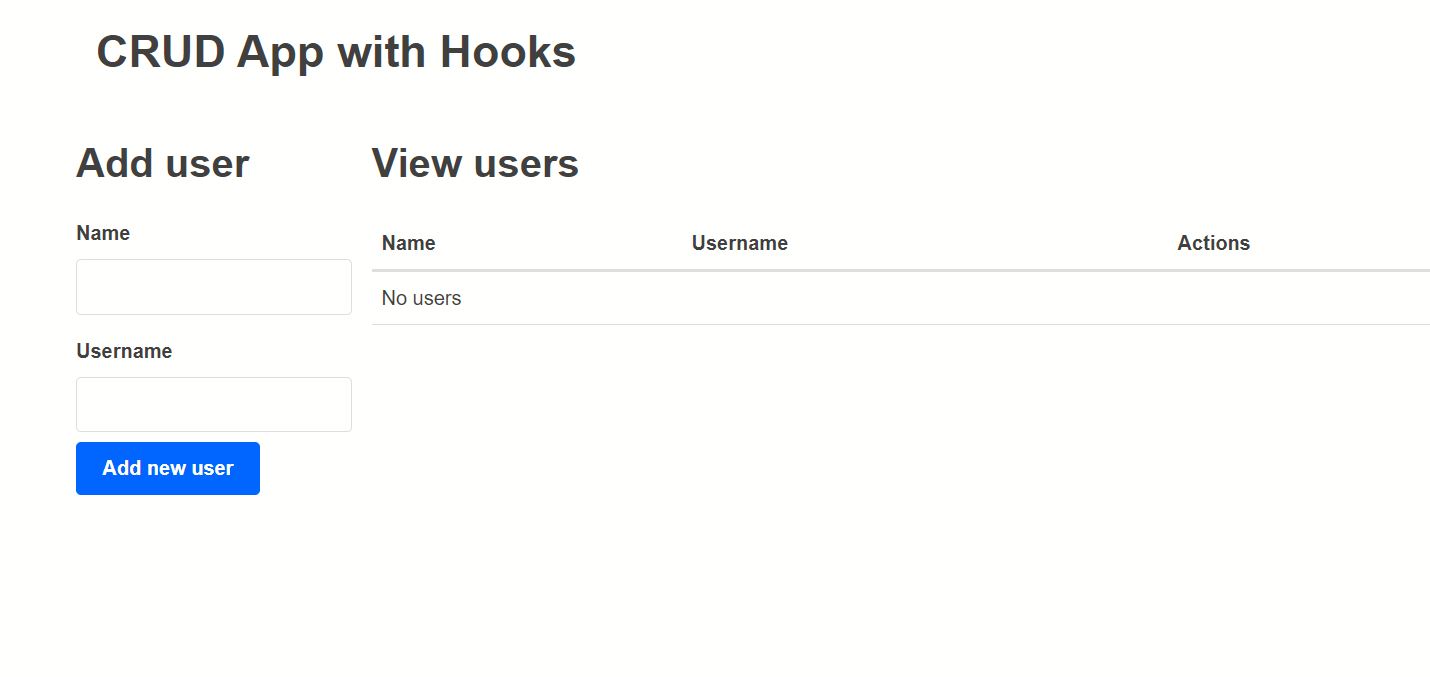 CRUD App with Hooks
Add user
Name
Username
Add new user
View users
Name Username Actions
No users